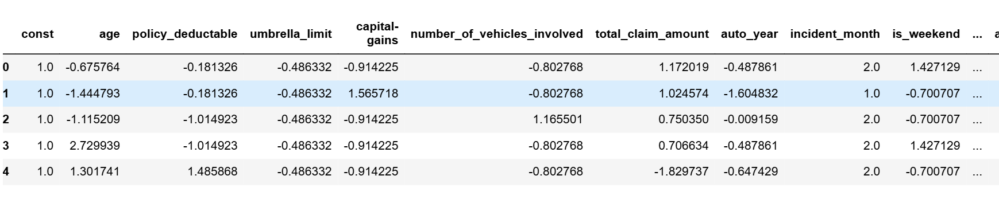 const age policy_deductable umbrella_limit capital-gains number_of_vehicles_involved total_claim_amount auto_year incident_month is_weekend ...
0 1.0 -0.675764 -0.181326 -0.486332 -0.914225 -0.802768 1.172019 -0.487861 2.0 1.427129 ...
1 1.0 -1.444793 -0.181326 -0.486332 1.565718 -0.802768 1.024574 -1.604832 1.0 -0.700707 ...
2 1.0 -1.115209 -1.014923 -0.486332 -0.914225 1.165501 0.750350 -0.009159 2.0 -0.700707 ...
3 1.0 2.729939 -1.014923 -0.486332 -0.914225 -0.802768 0.706634 -0.487861 2.0 1.427129 ...
4 1.0 1.301741 1.485868 -0.486332 -0.914225 -0.802768 -1.829737 -0.647429 2.0 -0.700707 ...